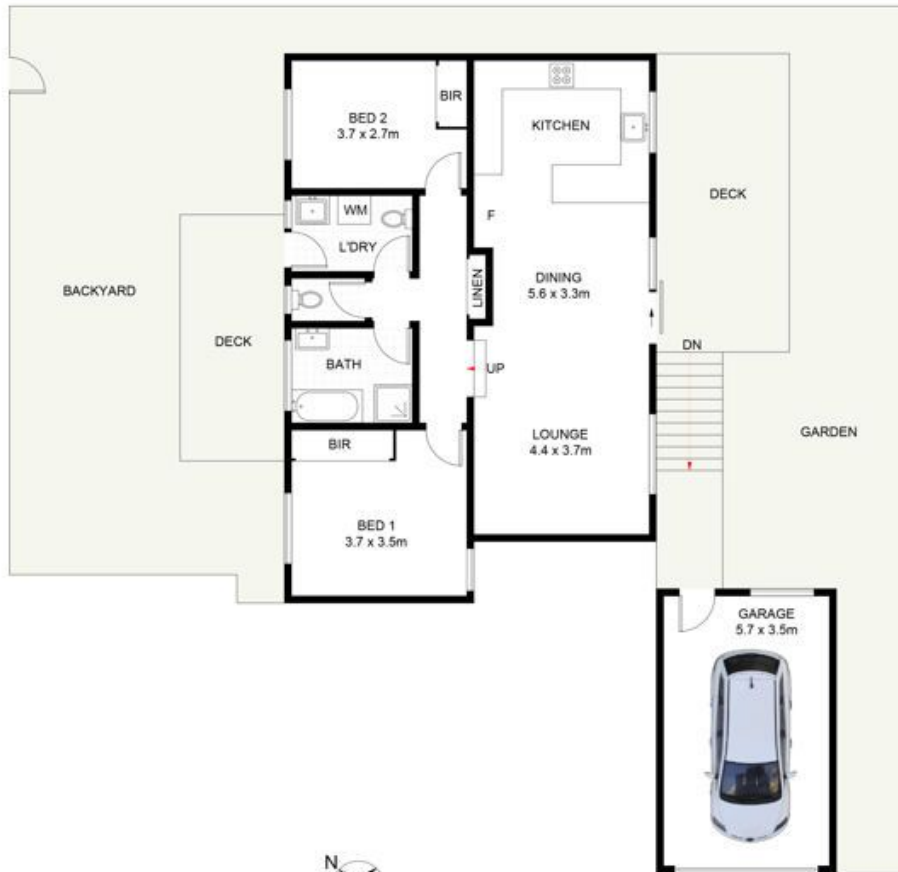 BED 2
3.7 x 2.7m
BIR
KITCHEN
WM
L'DRY
F
DECK
BACKYARD
DECK
LINEN
DINING
5.6 x 3.3m
BATH
UP
DN
BIR
LOUNGE
4.4 x 3.7m
GARDEN
BED 1
3.7 x 3.5m
GARAGE
5.7 x 3.5m
N